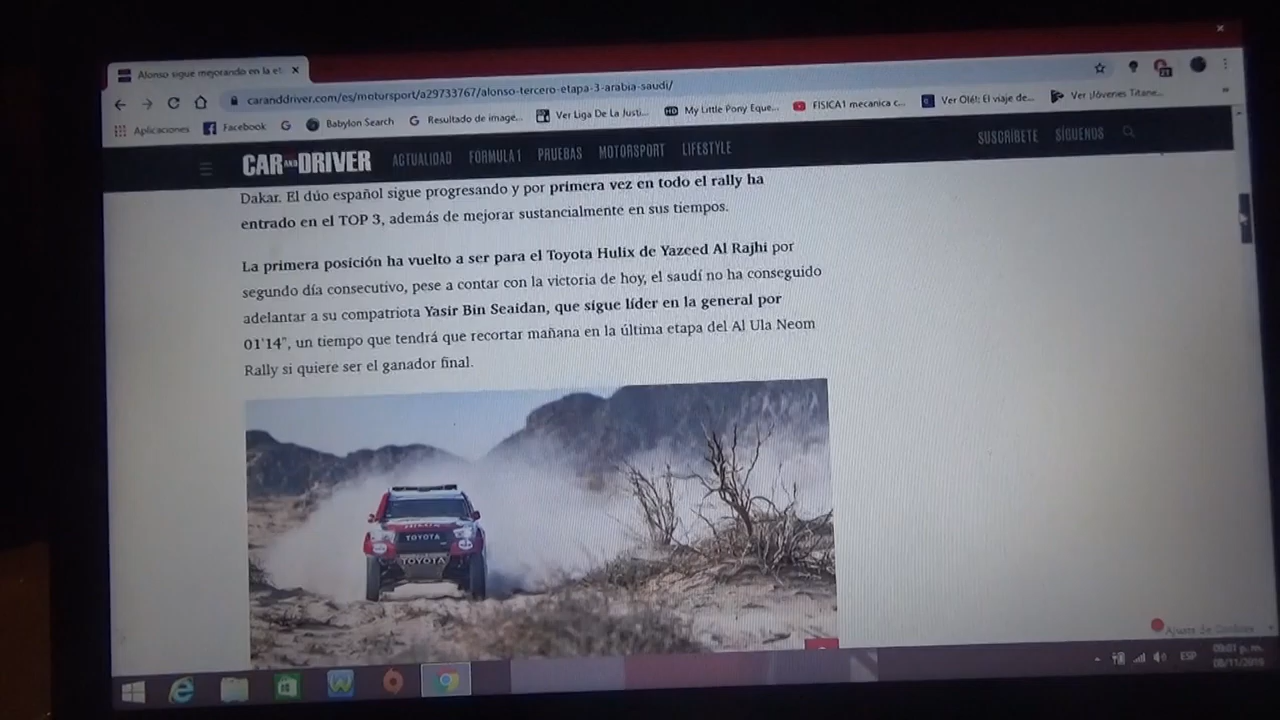 Alonso sigue mejorando en la et
caranddriver.com/es/motorsport/a29733767/alonso-tercero-etapa-3-arabia-saudi/
21
Aplicaciones
Facebook
Babylon Search
Resultado de image...
Ver Liga De La Justi...
My Little Pony Eque...
FISICA1 mecanica c...
Ver Olé!: El viaje de...
Ver ¡Jóvenes Titane...
CAR AND DRIVER
ACTUALIDAD
FÓRMULA 1
PRUEBAS
MOTORSPORT
LIFESTYLE
SUSCRÍBETE
SÍGUENOS
Dakar. El dúo español sigue progresando y por primera vez en todo el rally ha
entrado en el TOP 3, además de mejorar sustancialmente en sus tiempos.
La primera posición ha vuelto a ser para el Toyota Hulix de Yazeed Al Rajhi por
segundo día consecutivo, pese a contar con la victoria de hoy, el saudí no ha conseguido
adelantar a su compatriota Yasir Bin Seaidan, que sigue líder en la general por
01'14", un tiempo que tendrá que recortar mañana en la última etapa del Al Ula Neom
Rally si quiere ser el ganador final.
HILUX
TOYOTA
TOYOTA
Ajustes de Cookies
ESP
09:01 p. m.
08/11/2019